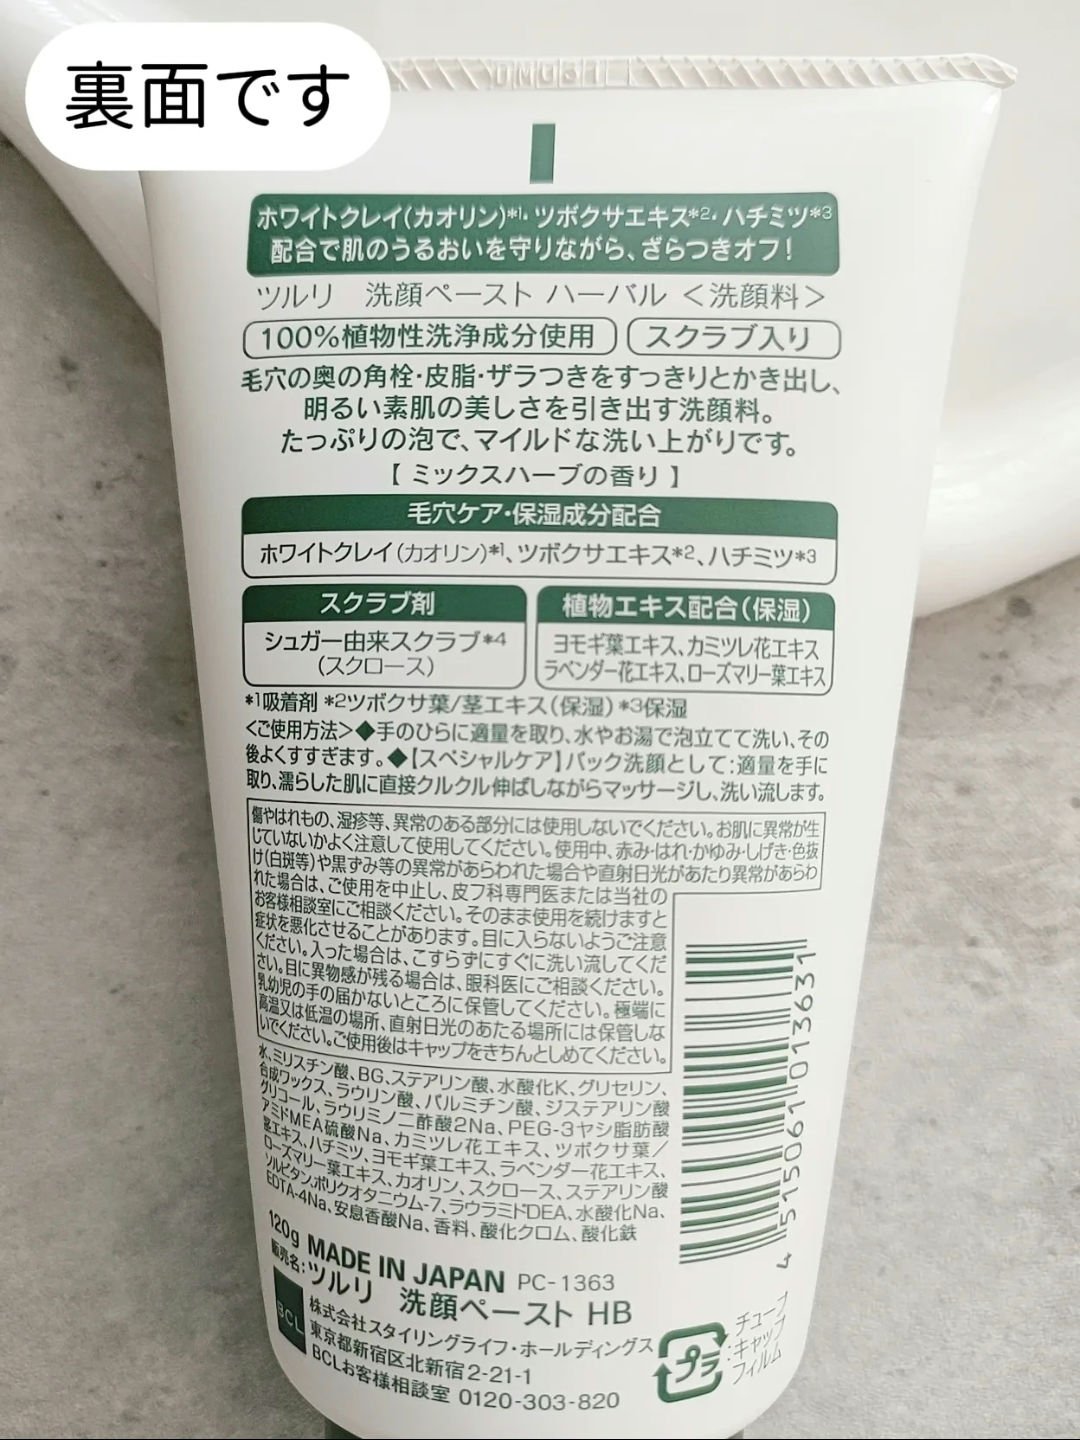 裏面です
ホワイトクレイ(カオリン)*1・ツボクサエキス*2・ハチミツ*3
配合で肌のうるおいを守りながら、ざらつきオフ!
ツルリ 洗顔ペースト ハーバル <洗顔料>
100%植物性洗浄成分使用 スクラブ入り
毛穴の奥の角栓・皮脂・ザラつきをすっきりとかき出し、
明るい素肌の美しさを引き出す洗顔料。
たっぷりの泡で、マイルドな洗い上がりです。
【 ミックスハーブの香り 】
毛穴ケア・保湿成分配合
ホワイトクレイ(カオリン)*1、ツボクサエキス*2、ハチミツ*3
スクラブ剤
シュガー由来スクラブ*4
(スクロース)
植物エキス配合(保湿)
ヨモギ葉エキス、カミツレ花エキス
ラベンダー花エキス、ローズマリー葉エキス
*1吸着剤 *2ツボクサ葉/茎エキス(保湿) *3保湿
<ご使用方法>◆手のひらに適量を取り、水やお湯で泡立てて洗い、その
後よくすすぎます。◆【スペシャルケア】パック洗顔として:適量を手に
取り、濡らした肌に直接クルクル伸ばしながらマッサージし、洗い流します。
傷やはれもの、湿疹等、異常のある部分には使用しないでください。お肌に異常が生
じていないかよく注意して使用してください。使用中、赤み・はれ・かゆみ・しげき・色抜
け(白斑等)や黒ずみ等の異常があらわれた場合や直射日光があたり異常があらわ
れた場合は、ご使用を中止し、皮フ科専門医または当社の
お客様相談室にご相談ください。そのまま使用を続けますと
症状を悪化させることがあります。目に入らないようご注意
ください。入った場合は、こすらずにすぐに洗い流してくだ
さい。目に異物感が残る場合は、眼科医にご相談ください。
乳幼児の手の届かないところに保管してください。極端に
高温又は低温の場所、直射日光のあたる場所には保管しな
いでください。ご使用後はキャップをきちんとしめてください。
水、ミリスチン酸、BG、ステアリン酸、水酸化K、グリセリン、
合成ワックス、ラウリン酸、パルミチン酸、ジステアリン酸
グリコール、ラウリミノ二酢酸2Na、PEG-3ヤシ脂肪酸
アミドMEA硫酸Na、カミツレ花エキス、ツボクサ葉/
茎エキス、ハチミツ、ヨモギ葉エキス、ラベンダー花エキス、
ローズマリー葉エキス、カオリン、スクロース、ステアリン酸
ソルビタン、ポリクオタニウム-7、ラウラミドDEA、水酸化Na、
EDTA-4Na、安息香酸Na、香料、酸化クロム、酸化鉄
4 515061 013631
120g MADE IN JAPAN PC-1363
販売名:ツルリ 洗顔ペースト HB
BCL
株式会社スタイリングライフ・ホールディングス
東京都新宿区北新宿2-21-1
BCLお客様相談室 0120-303-820
プラ
チューブ
・キャップ
フィルム